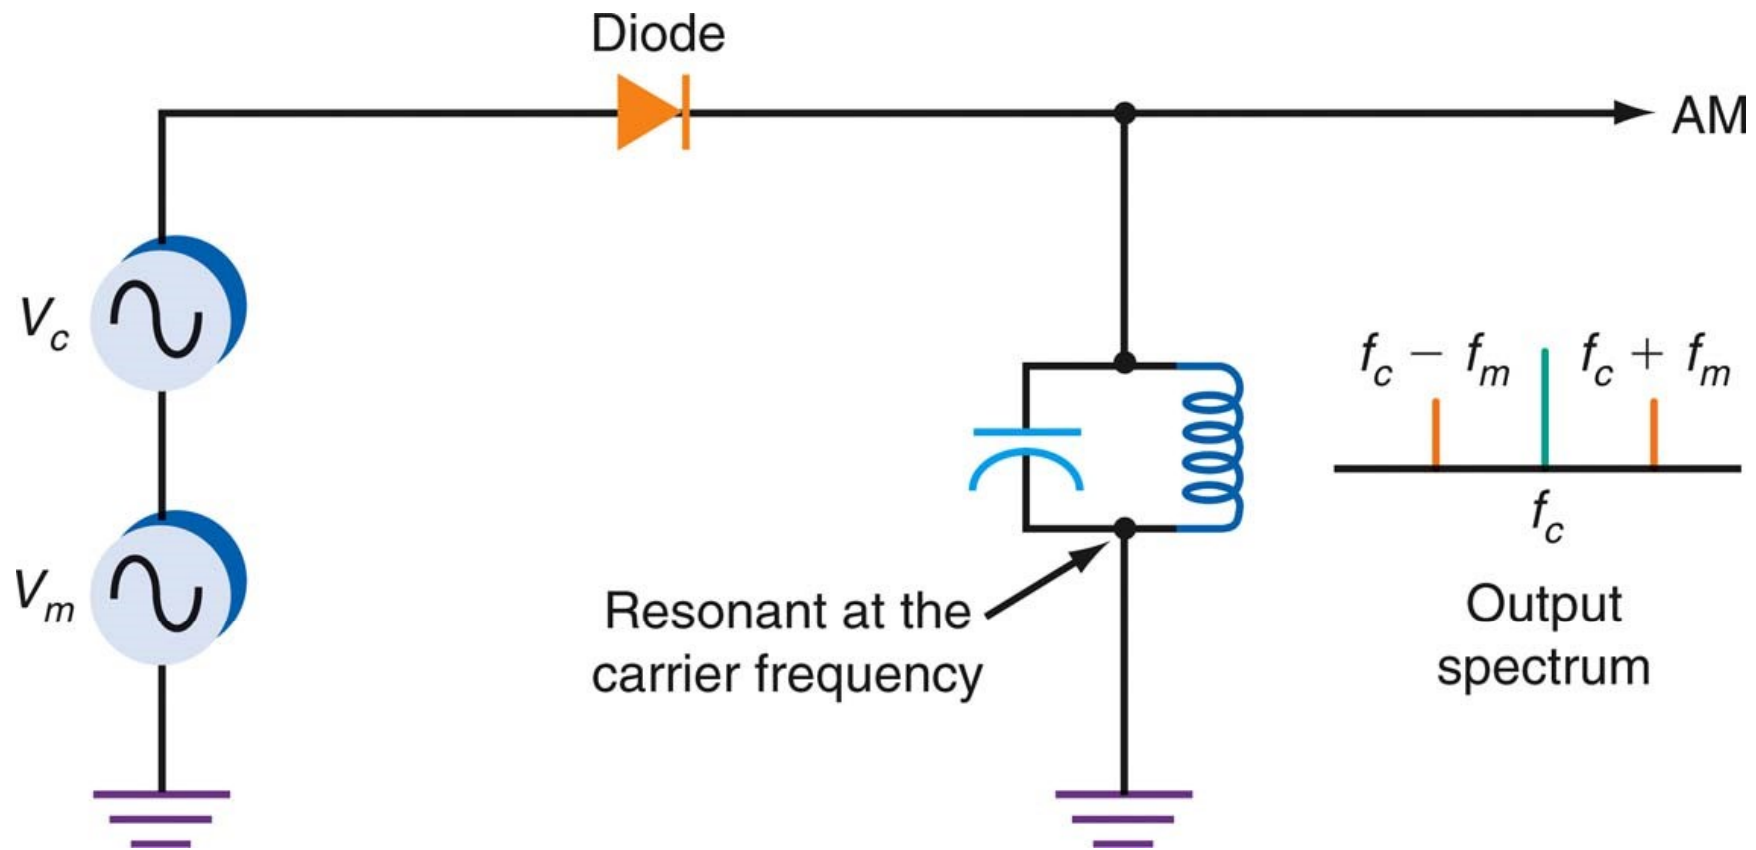 Diode
AM
Vc
fc − fm
fc + fm
fc
Vm
Resonant at the
carrier frequency
Output
spectrum